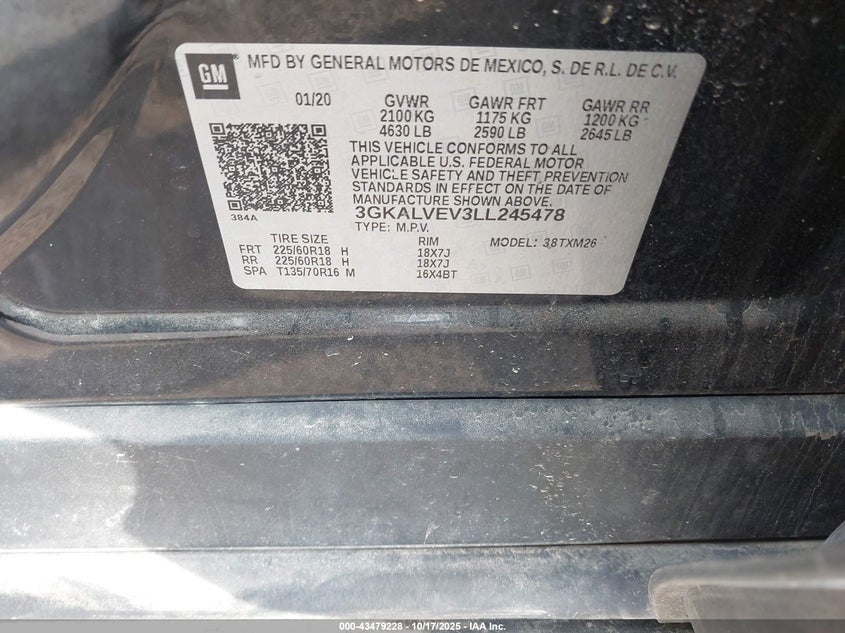 GM MFD BY GENERAL MOTORS DE MEXICO, S. DE R.L. DE C.V.
01/20 GVWR GAWR FRT GAWR RR
2100 KG 1175 KG 1200 KG
4630 LB 2590 LB 2645 LB
THIS VEHICLE CONFORMS TO ALL
APPLICABLE U.S. FEDERAL MOTOR
VEHICLE SAFETY AND THEFT PREVENTION
STANDARDS IN EFFECT ON THE DATE OF
MANUFACTURE SHOWN ABOVE.
384A
3GKALVEV3LL245478
TYPE: M.P.V.
TIRE SIZE RIM MODEL: 38TXM26
FRT 225/60R18 H 18X7J
RR 225/60R18 H 18X7J
SPA T135/70R16 M 16X4BT
000-43479228 - 10/17/2025 - IAA Inc.